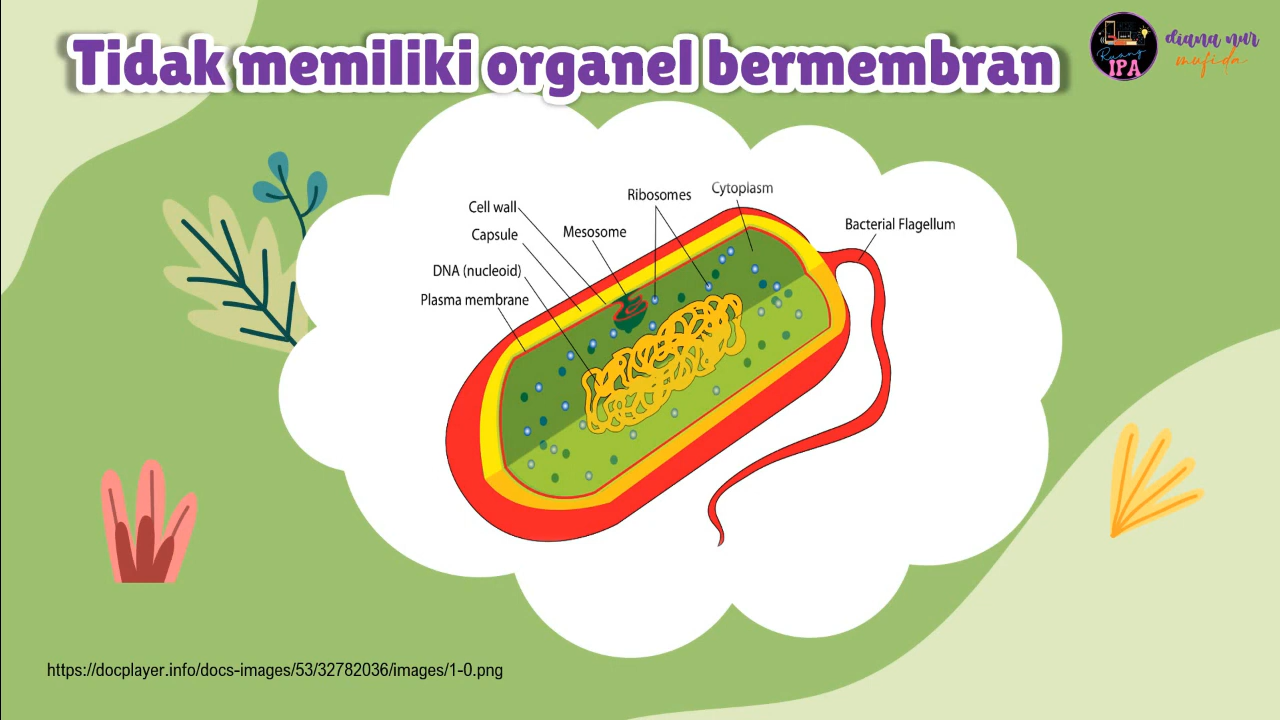 Tidak memiliki organel bermembran
Ruang
IPA
diana nur
mufida
Cell wall
Capsule
DNA (nucleoid)
Plasma membrane
Mesosome
Ribosomes
Cytoplasm
Bacterial Flagellum
https://docplayer.info/docs-images/53/32782036/images/1-0.png